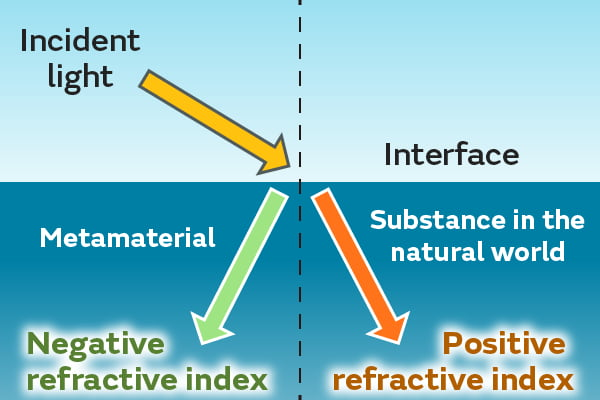 Incident
light
Interface
Metamaterial
Substance in the
natural world
Negative
refractive index
Positive
refractive index